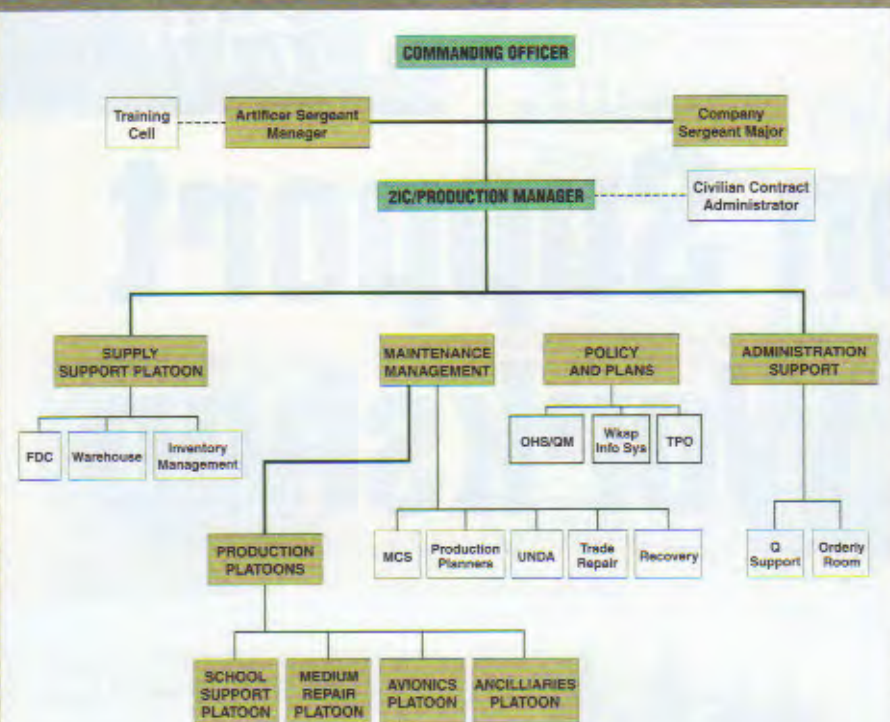 COMMANDING OFFICER
Training
Cell
Artificer Sergeant
Manager
Company
Sergeant Major
2IC/PRODUCTION MANAGER
Civilian Contract
Administrator
SUPPLY
SUPPORT PLATOON
MAINTENANCE
MANAGEMENT
POLICY
AND PLANS
ADMINISTRATION
SUPPORT
FDC
Warehouse
Inventory
Management
OHS/QM
Wksp
Info Sys
TPO
PRODUCTION
PLATOONS
MCS
Production
Planners
UNDA
Trade
Repair
Recovery
Q
Support
Orderly
Room
SCHOOL
SUPPORT
PLATOON
MEDIUM
REPAIR
PLATOON
AVIONICS
PLATOON
ANCILLIARIES
PLATOON